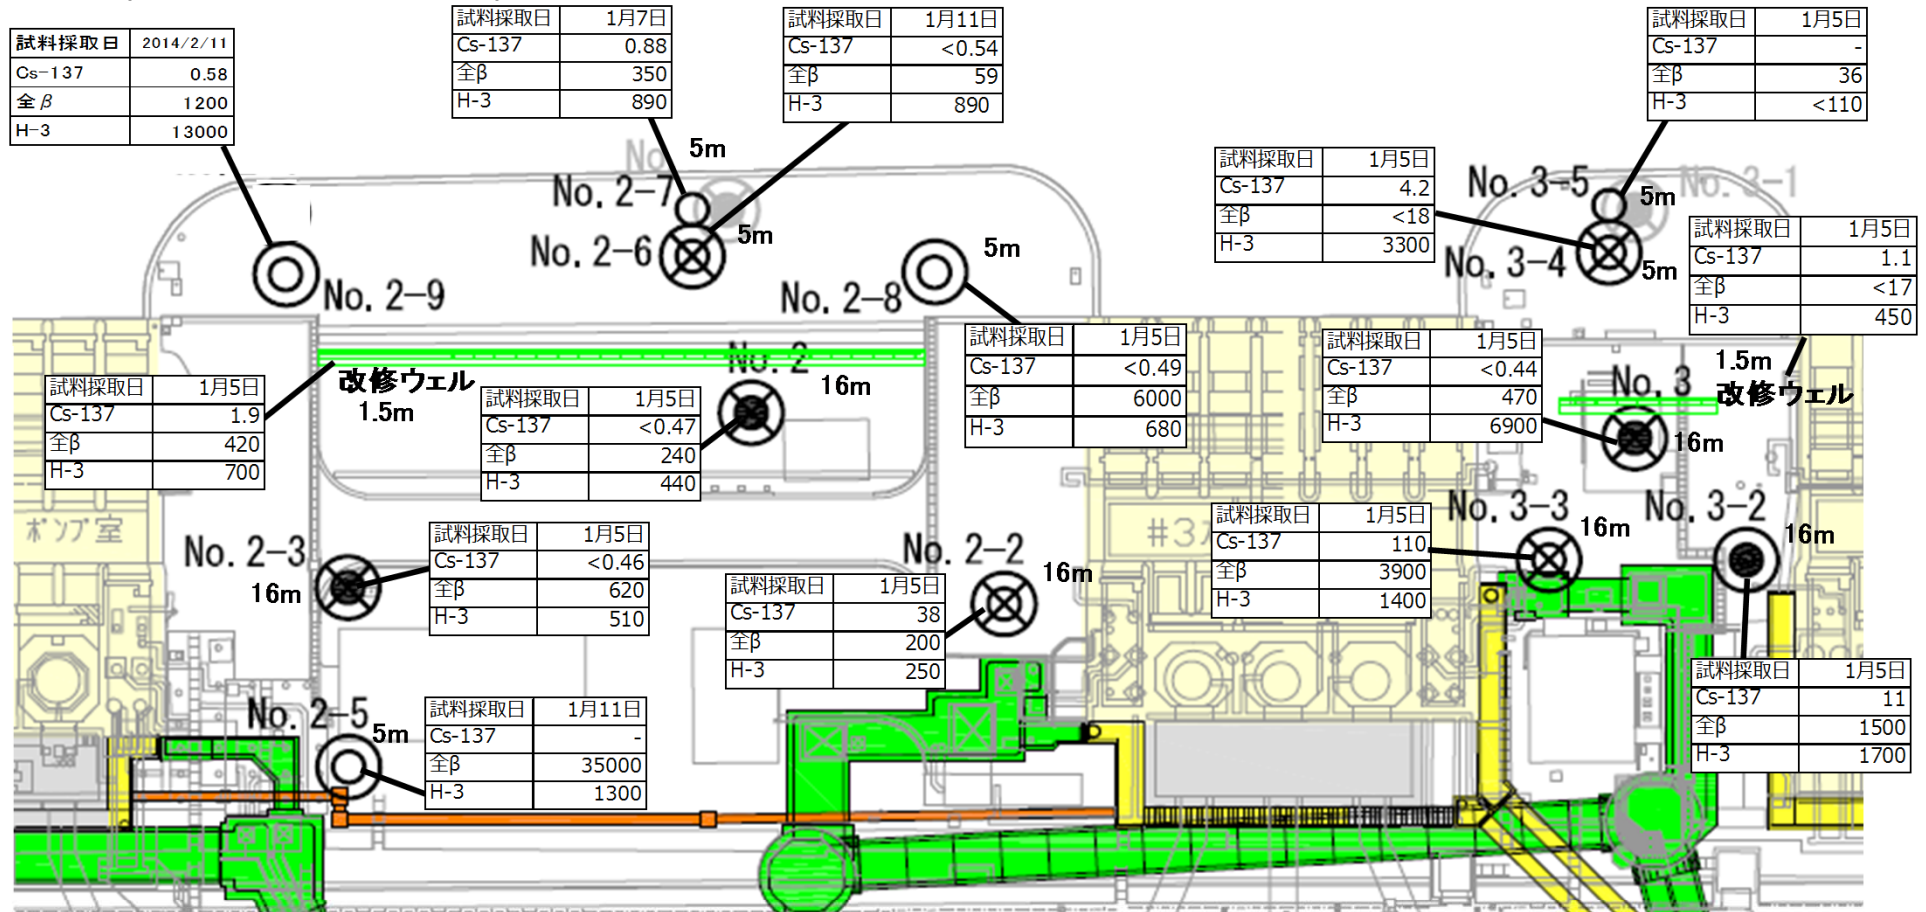 試料採取日 2014/2/11
Cs-137 0.58
全β 1200
H-3 13000
試料採取日 1月7日
Cs-137 0.88
全β 350
H-3 890
試料採取日 1月11日
Cs-137 <0.54
全β 59
H-3 890
試料採取日 1月5日
Cs-137 -
全β 36
H-3 <110
No
5m
No. 2-7
5m
No. 2-6
試料採取日 1月5日
Cs-137 4.2
全β <18
H-3 3300
No. 3-5
5m
No. 3-1
No. 3-4
5m
No. 2-9
No. 2-8
5m
試料採取日 1月5日
Cs-137 1.1
全β <17
H-3 450
試料採取日 1月5日
Cs-137 1.9
全β 420
H-3 700
改修ウェル
1.5m
試料採取日 1月5日
Cs-137 <0.47
全β 240
H-3 440
No. 2
16m
試料採取日 1月5日
Cs-137 <0.49
全β 6000
H-3 680
試料採取日 1月5日
Cs-137 <0.44
全β 470
H-3 6900
No. 3
16m
1.5m
改修ウェル
ポンプ室
No. 2-3
16m
試料採取日 1月5日
Cs-137 <0.46
全β 620
H-3 510
No. 2-2
16m
試料採取日 1月5日
Cs-137 38
全β 200
H-3 250
#3
試料採取日 1月5日
Cs-137 110
全β 3900
H-3 1400
No. 3-3
16m
No. 3-2
16m
No. 2-5
5m
試料採取日 1月11日
Cs-137 -
全β 35000
H-3 1300
試料採取日 1月5日
Cs-137 11
全β 1500
H-3 1700